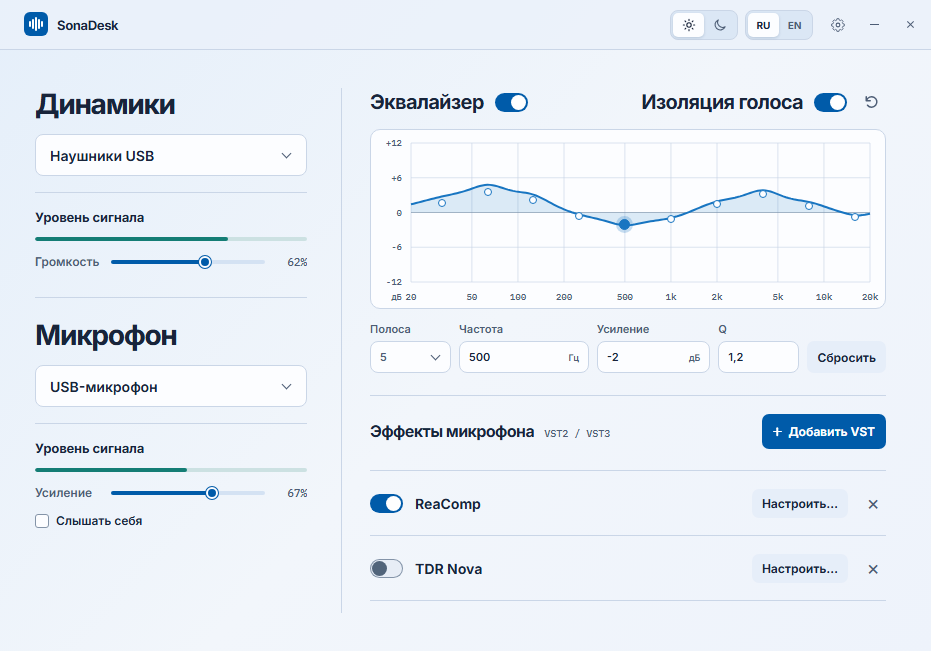 SonaDesk
RU EN
Динамики
Наушники USB
Уровень сигнала
Громкость 62%
Микрофон
USB-микрофон
Уровень сигнала
Усиление 67%
Слышать себя
Эквалайзер Изоляция голоса
+12
+6
0
-6
-12
дБ 20 50 100 200 500 1k 2k 5k 10k 20k
Полоса Частота Усиление Q
5 500 Гц -2 дБ 1,2 Сбросить
Эффекты микрофона VST2 / VST3 + Добавить VST
ReaComp Настроить...
TDR Nova Настроить...